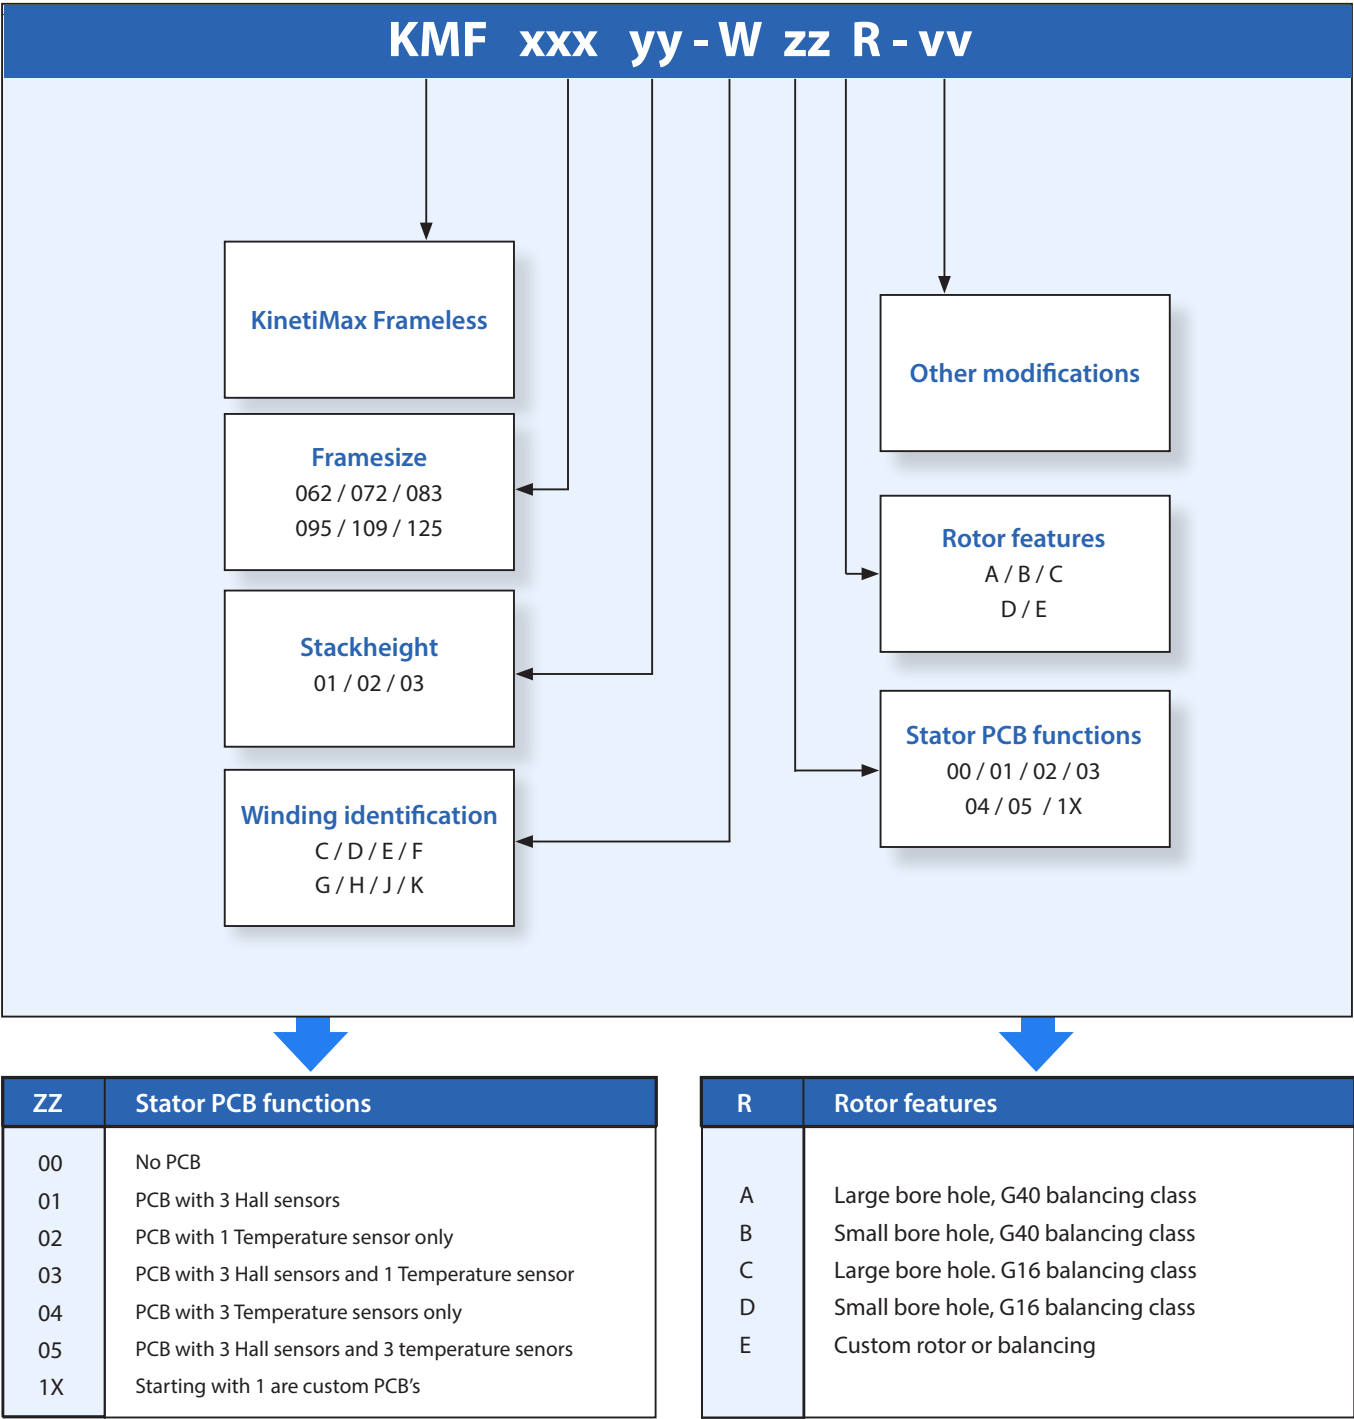 KMF xxx yy - W zz R - vv
KinetiMax Frameless
Framesize
062 / 072 / 083
095 / 109 / 125
Stackheight
01 / 02 / 03
Winding identification
C / D / E / F
G / H / J / K
Other modifications
Rotor features
A / B / C
D / E
Stator PCB functions
00 / 01 / 02 / 03
04 / 05 / 1X
ZZ Stator PCB functions
00 No PCB
01 PCB with 3 Hall sensors
02 PCB with 1 Temperature sensor only
03 PCB with 3 Hall sensors and 1 Temperature sensor
04 PCB with 3 Temperature sensors only
05 PCB with 3 Hall sensors and 3 temperature senors
1X Starting with 1 are custom PCB's
R Rotor features
A Large bore hole, G40 balancing class
B Small bore hole, G40 balancing class
C Large bore hole. G16 balancing class
D Small bore hole, G16 balancing class
E Custom rotor or balancing